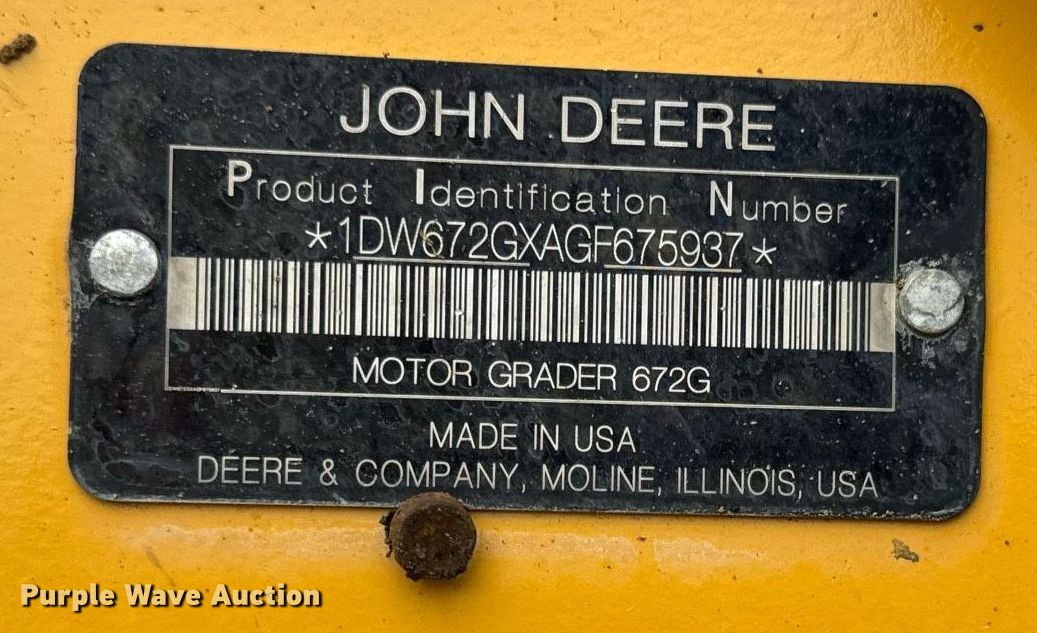 JOHN DEERE
Product Identification Number
*1DW672GXAGF675937*
MOTOR GRADER 672G
MADE IN USA
DEERE & COMPANY, MOLINE, ILLINOIS, USA
Purple Wave Auction